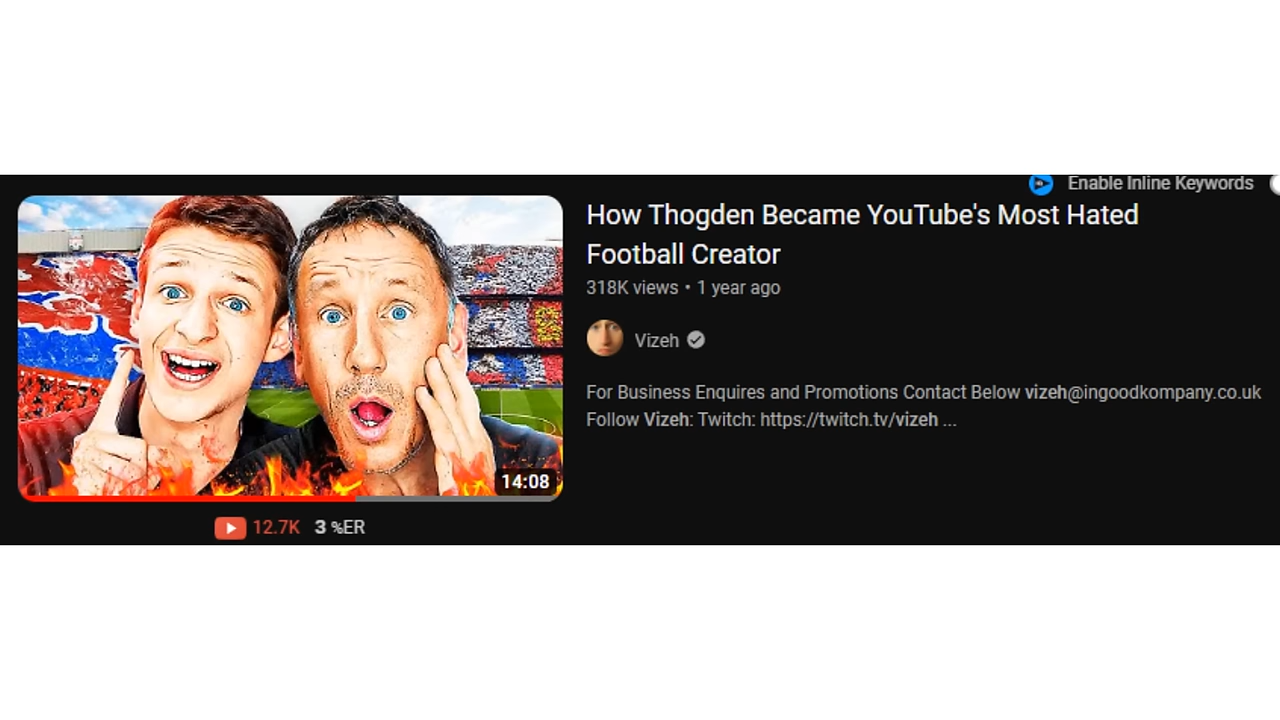 Enable Inline Keywords
How Thogden Became YouTube's Most Hated
Football Creator
318K views • 1 year ago
Vizeh
For Business Enquires and Promotions Contact Below vizeh@ingoodkompany.co.uk
Follow Vizeh: Twitch: https://twitch.tv/vizeh ...
14:08
12.7K 3 %ER